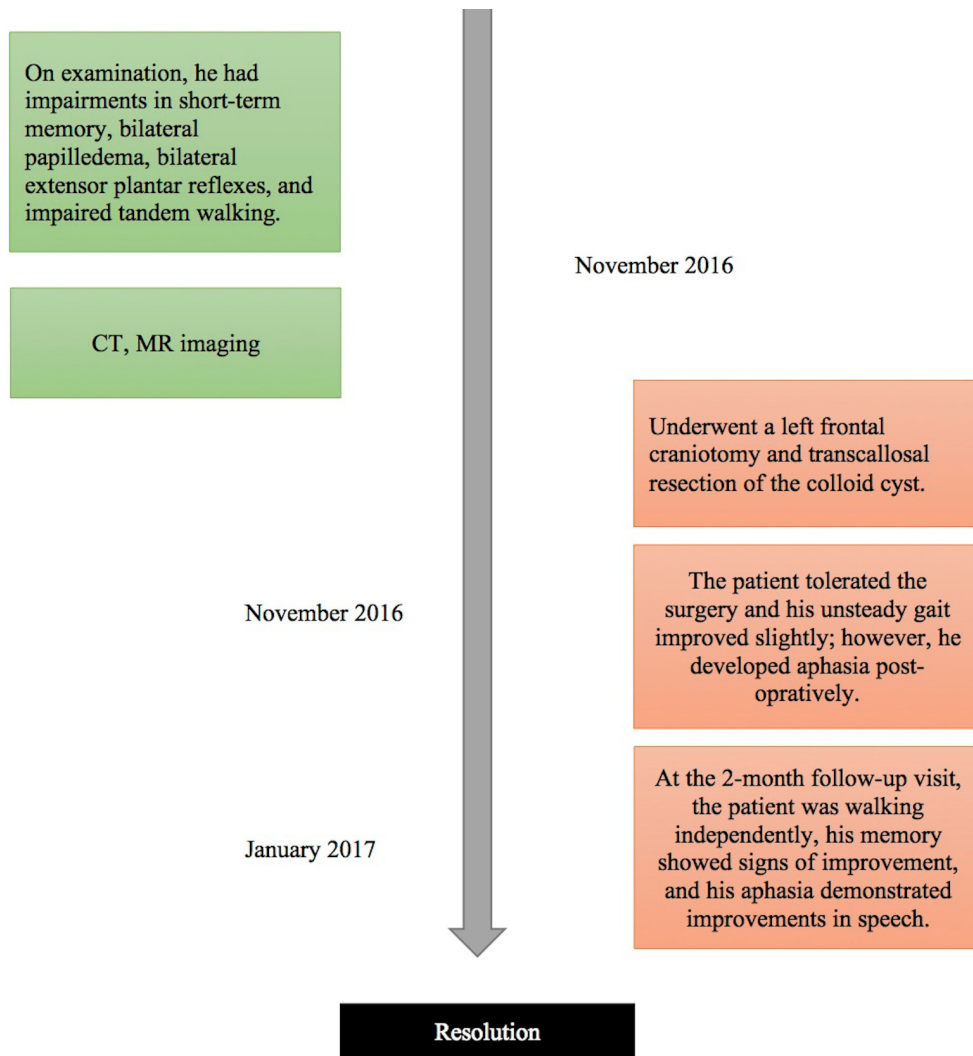 On examination, he had
impairments in short-term
memory, bilateral
papilledema, bilateral
extensor plantar reflexes, and
impaired tandem walking.
November 2016
CT, MR imaging
Underwent a left frontal
craniotomy and transcallosal
resection of the colloid cyst.
November 2016
The patient tolerated the
surgery and his unsteady gait
improved slightly; however, he
developed aphasia post-
opratively.
January 2017
At the 2-month follow-up visit,
the patient was walking
independently, his memory
showed signs of improvement,
and his aphasia demonstrated
improvements in speech.
Resolution